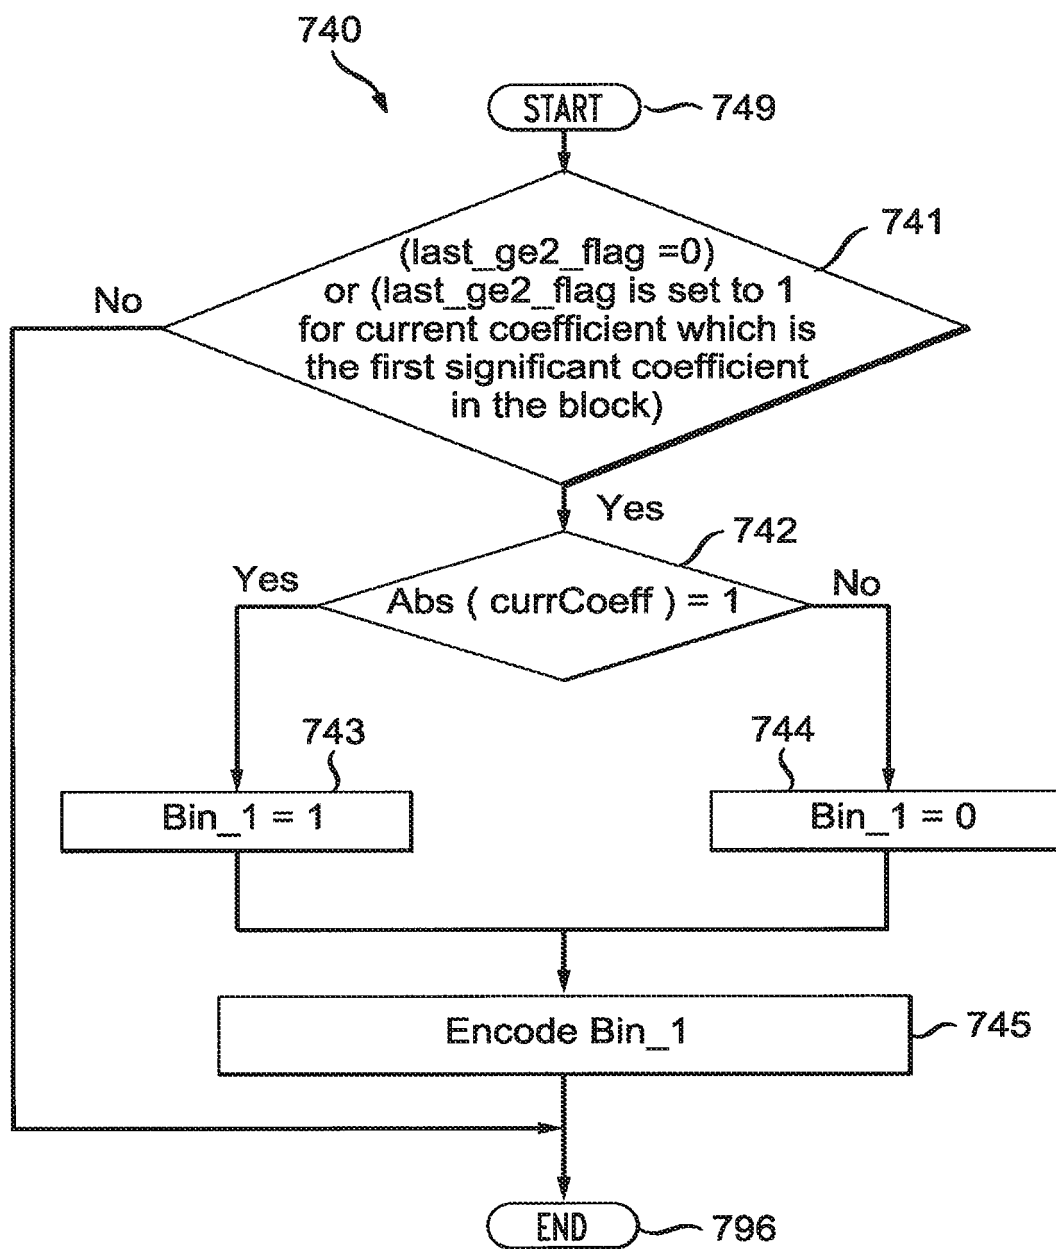 740
START
749
741
(last_ge2_flag =0)
or (last_ge2_flag is set to 1
for current coefficient which is
the first significant coefficient
in the block)
No
Yes
742
Yes
Abs ( currCoeff ) = 1
No
743
744
Bin_1 = 1
Bin_1 = 0
Encode Bin_1
745
END
796